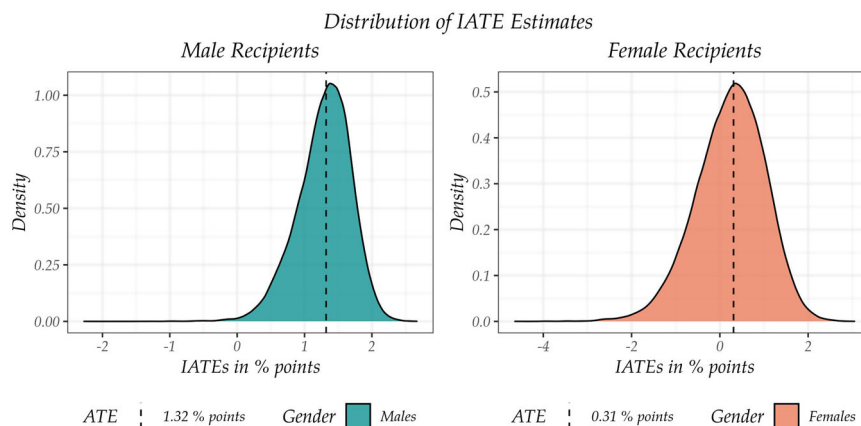 Distribution of IATE Estimates
Male Recipients
Female Recipients
Density
1.00
0.75
0.50
0.25
0.00
-2 -1 0 1 2
IATEs in % points
Density
0.5
0.4
0.3
0.2
0.1
0.0
-4 -2 0 2
IATEs in % points
ATE 1.32 % points Gender Males
ATE 0.31 % points Gender Females